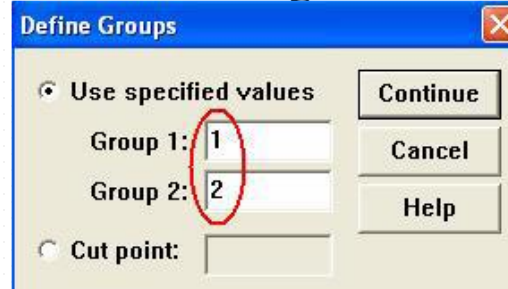 Define Groups
Use specified values
Continue
Group 1: 1
Cancel
Group 2: 2
Help
Cut point: